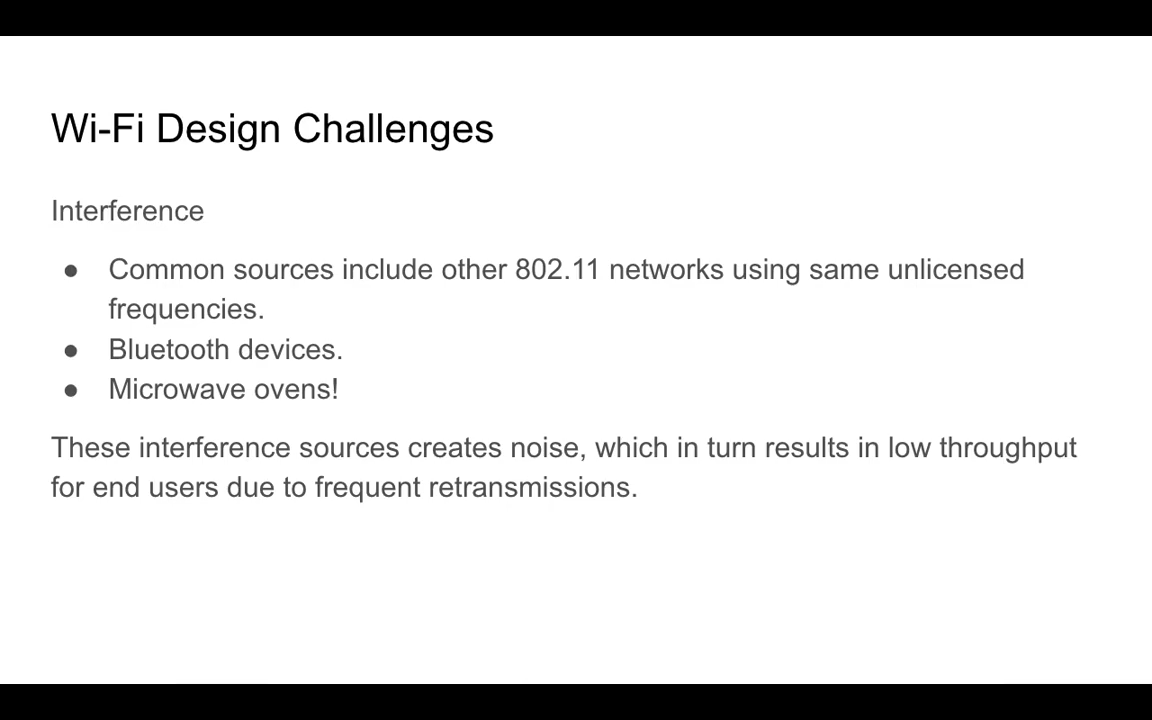 Wi-Fi Design Challenges
Interference
● Common sources include other 802.11 networks using same unlicensed
frequencies.
● Bluetooth devices.
● Microwave ovens!
These interference sources creates noise, which in turn results in low throughput
for end users due to frequent retransmissions.